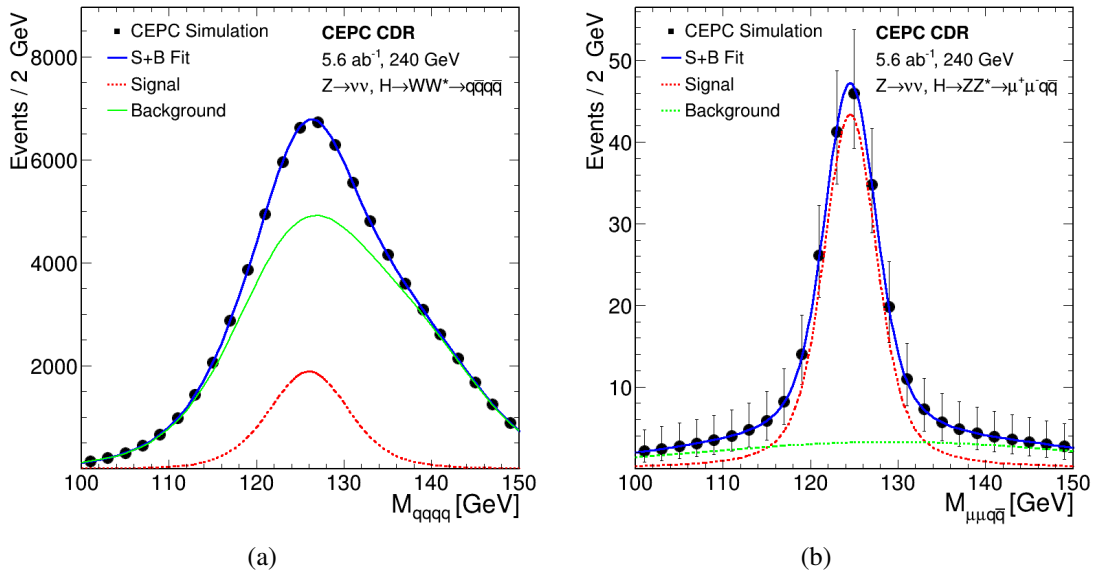 CEPC Simulation
S+B Fit
Signal
Background
CEPC CDR
5.6 ab⁻¹, 240 GeV
Z→νν, H→WW*→qq̄qq̄
Events / 2 GeV
8000
6000
4000
2000
0
100 110 120 130 140 150
M_qqqq [GeV]
(a)
CEPC Simulation
S+B Fit
Signal
Background
CEPC CDR
5.6 ab⁻¹, 240 GeV
Z→νν, H→ZZ*→μ⁺μ⁻qq̄
Events / 2 GeV
50
40
30
20
10
100 110 120 130 140 150
M_μμqq̄ [GeV]
(b)